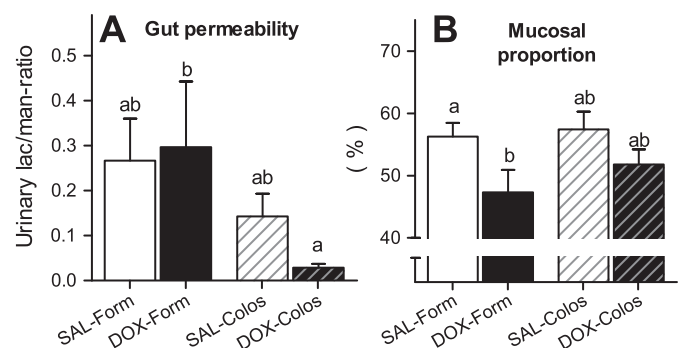 A
Gut permeability
Urinary lac/man-ratio
0.5
0.4
0.3
0.2
0.1
0.0
ab
b
ab
a
SAL-Form
DOX-Form
SAL-Colos
DOX-Colos
B
Mucosal
proportion
( % )
70
60
50
40
a
b
ab
ab
SAL-Form
DOX-Form
SAL-Colos
DOX-Colos